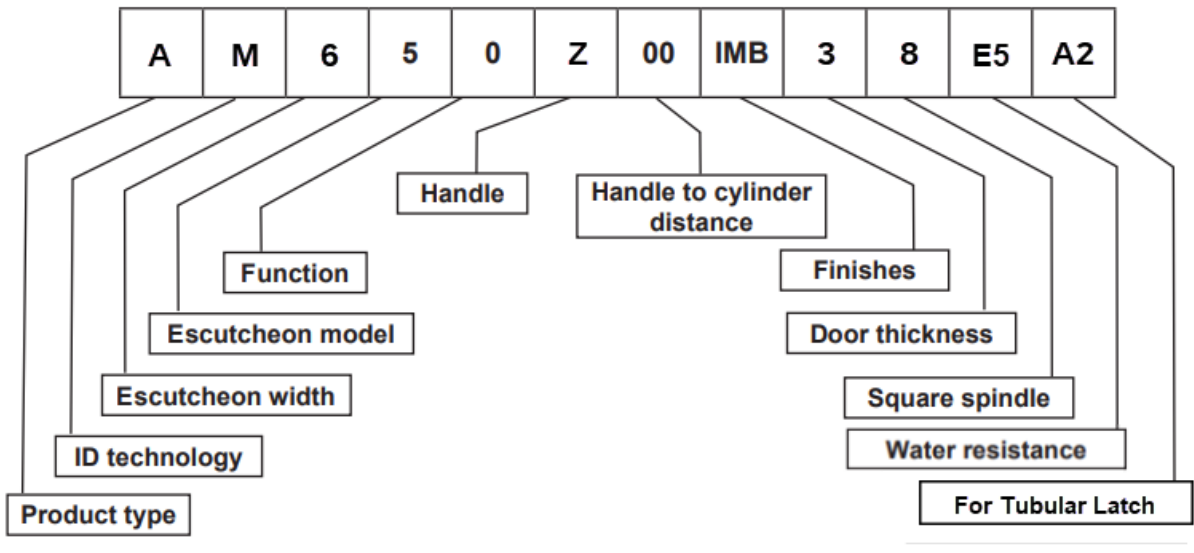 A M 6 5 0 Z 00 IMB 3 8 E5 A2
Handle
Handle to cylinder
distance
Function
Finishes
Escutcheon model
Door thickness
Escutcheon width
Square spindle
ID technology
Water resistance
Product type
For Tubular Latch